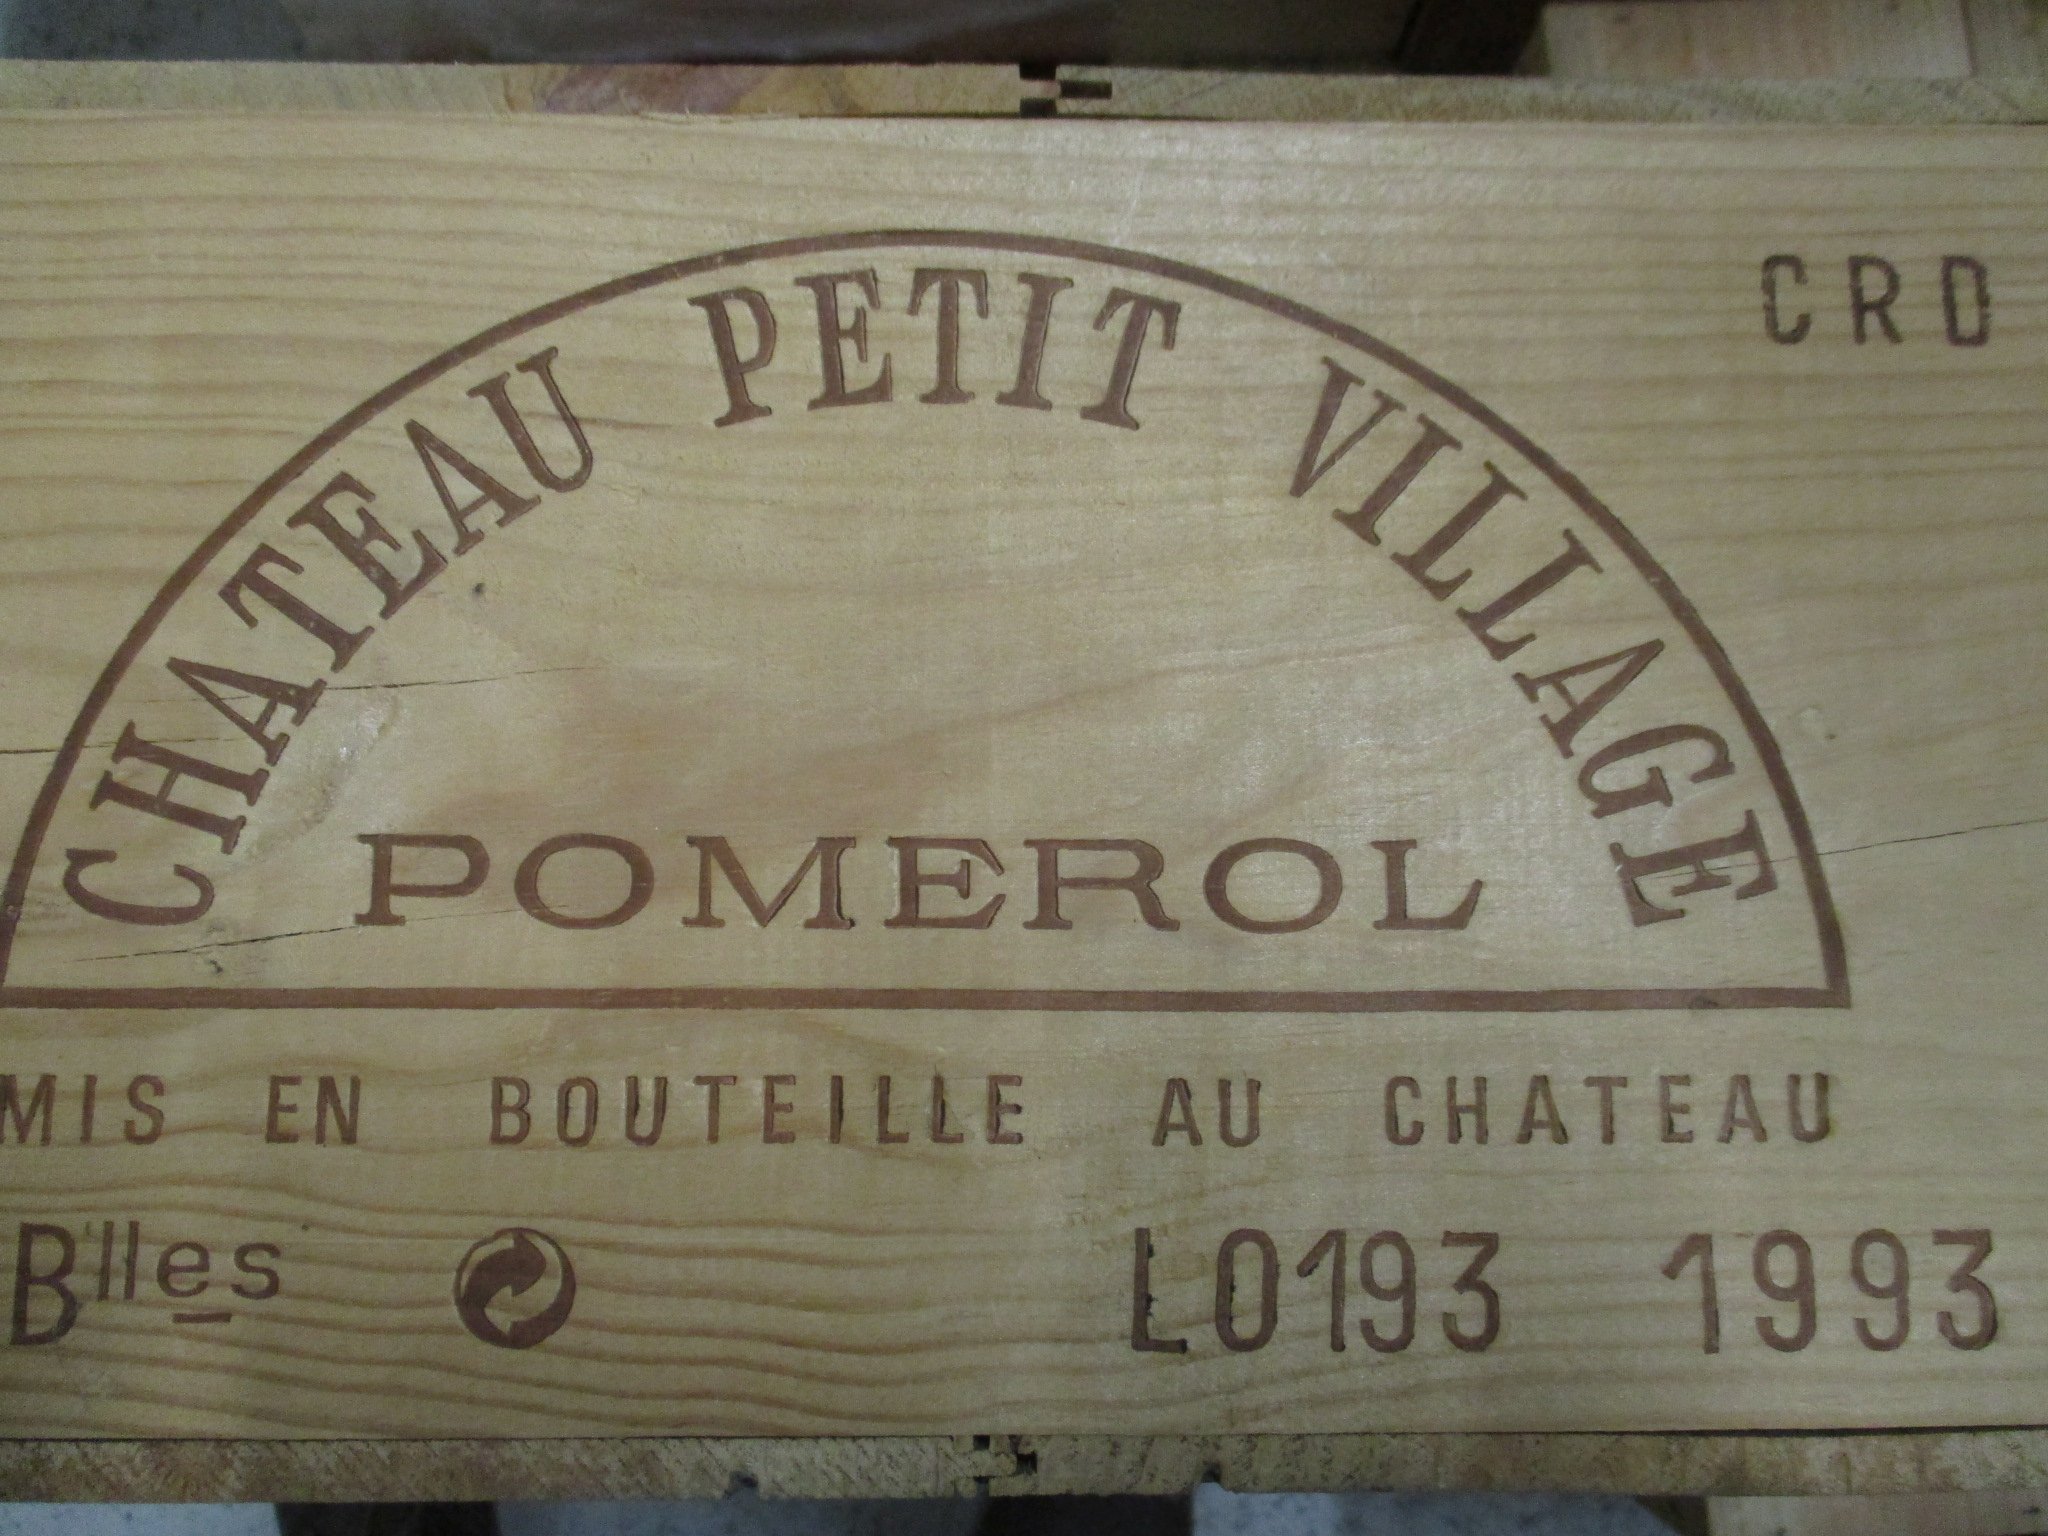 CRD
CHATEAU PETIT VILLAGE
POMEROL
MIS EN BOUTEILLE AU CHATEAU
Blles L0193 1993